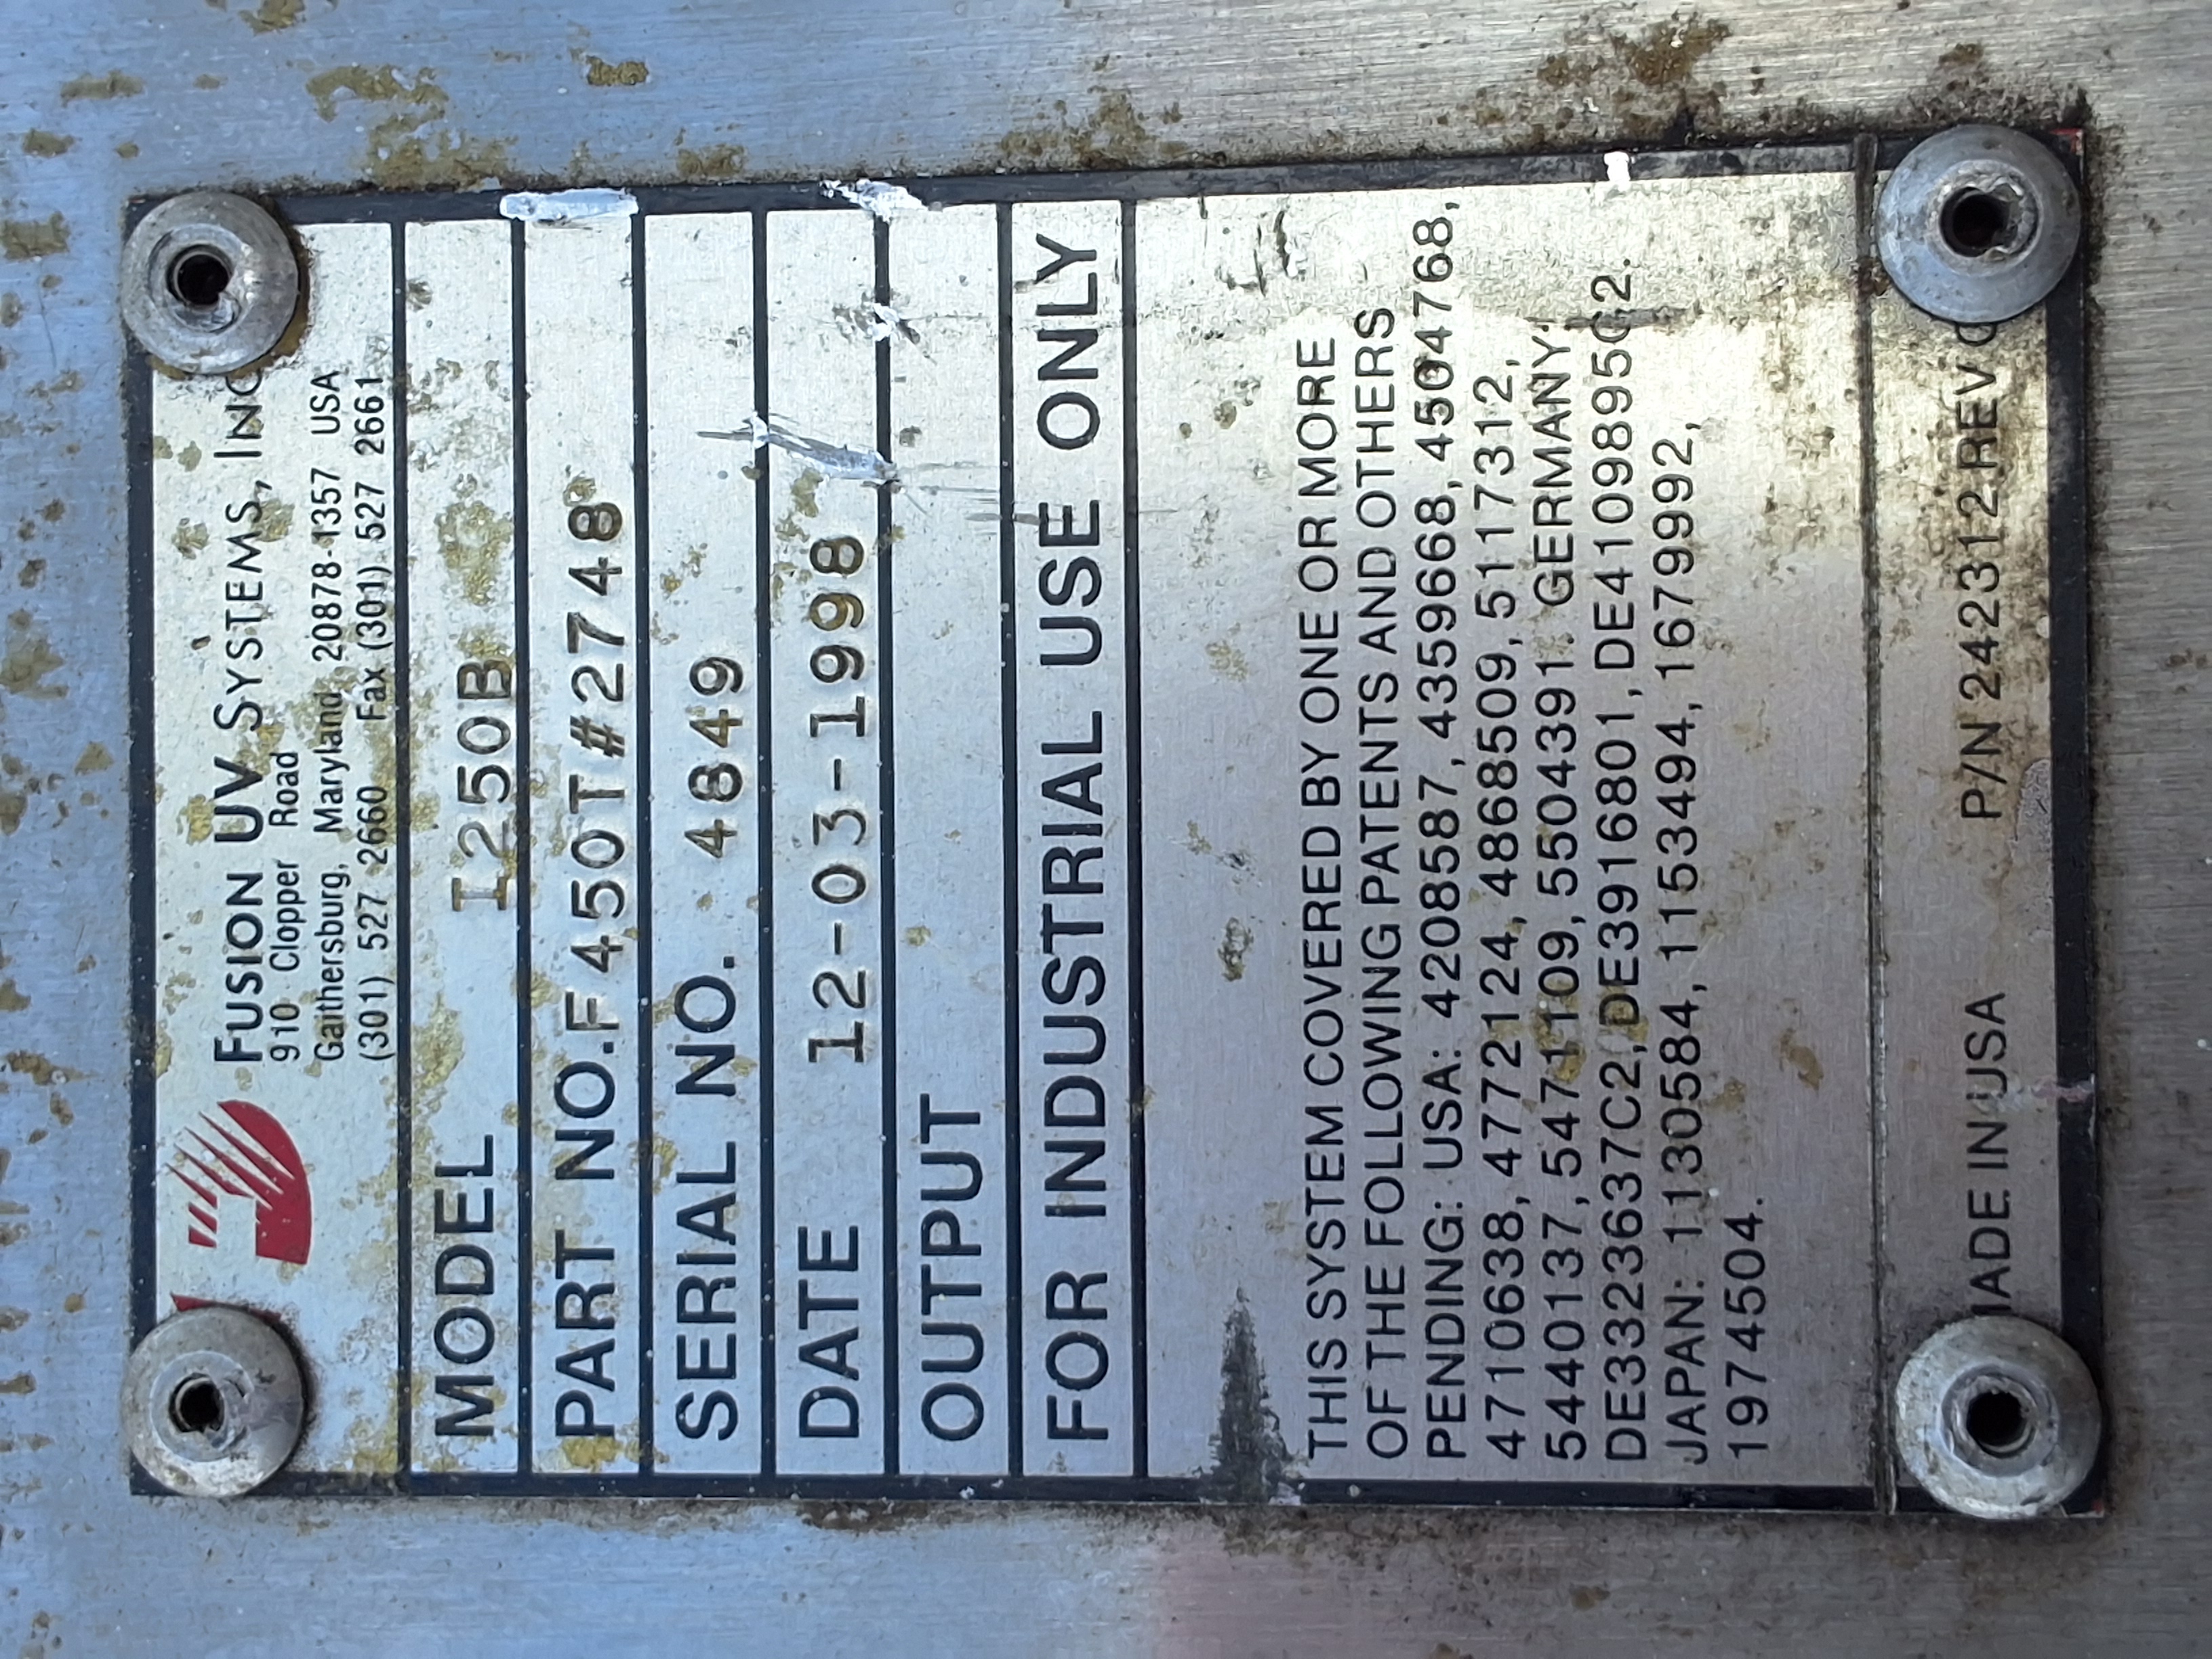 FUSION UV SYSTEMS, INC
910 Clopper Road
Gaithersburg, Maryland 20878-1357 USA
(301) 527 2660 Fax (301) 527 2661
MODEL I250B
PART NO. F450T#2748
SERIAL NO. 4849
DATE 12-03-1998
OUTPUT
FOR INDUSTRIAL USE ONLY
THIS SYSTEM COVERED BY ONE OR MORE
OF THE FOLLOWING PATENTS AND OTHERS
PENDING: USA: 4208587, 4359668, 4504768,
4710638, 4772124, 4868509, 5117312,
5440137, 5471109, 5504391. GERMANY:
DE3323637C2, DE3916801, DE4109895C2.
JAPAN: 1130584, 1153494, 1679992,
1974504.
MADE IN USA P/N 242312 REV C